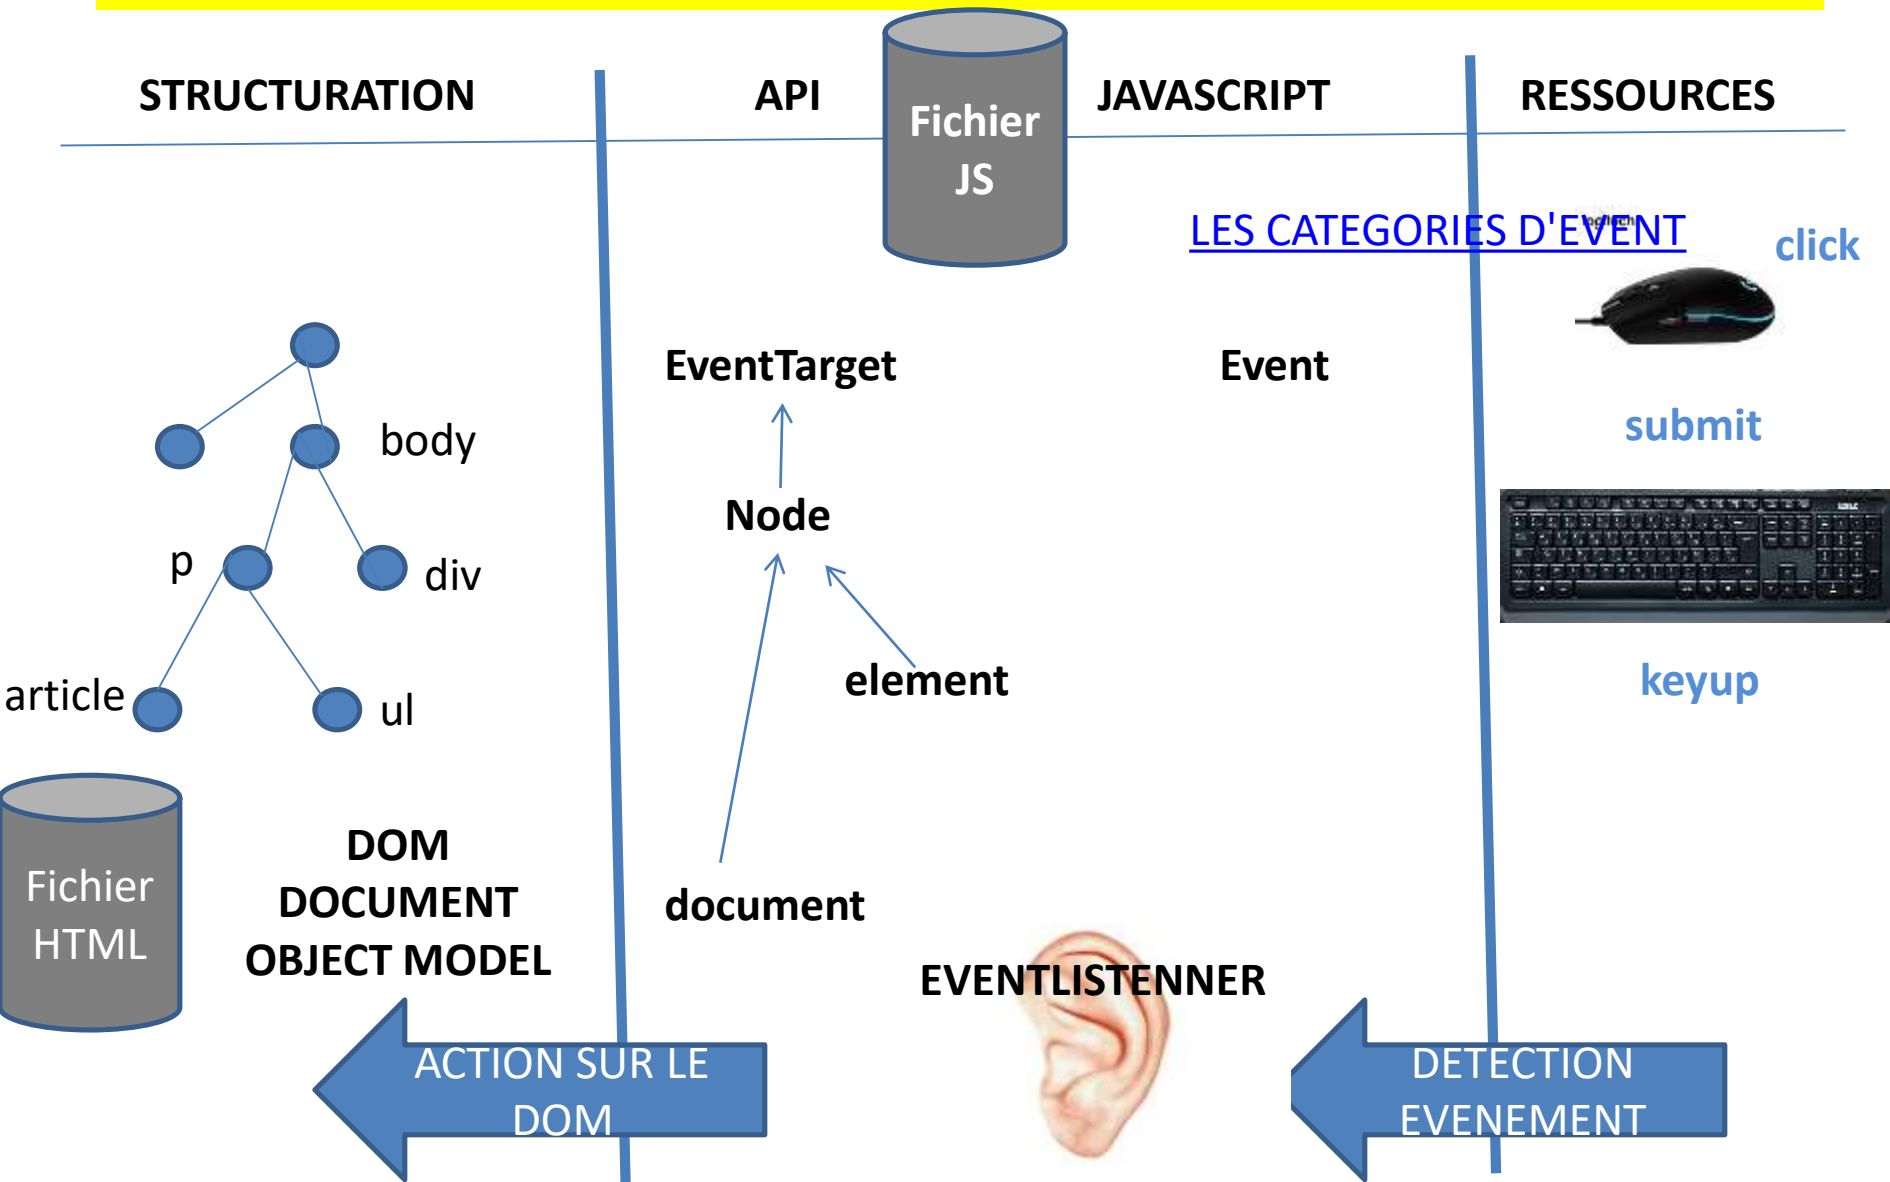 STRUCTURATION
API
JAVASCRIPT
RESSOURCES
Fichier
JS
LES CATEGORIES D'EVENT
click
EventTarget
Event
submit
body
Node
p
div
element
keyup
article
ul
DOM
DOCUMENT
OBJECT MODEL
Fichier
HTML
document
EVENTLISTENNER
ACTION SUR LE
DOM
DETECTION
EVENEMENT